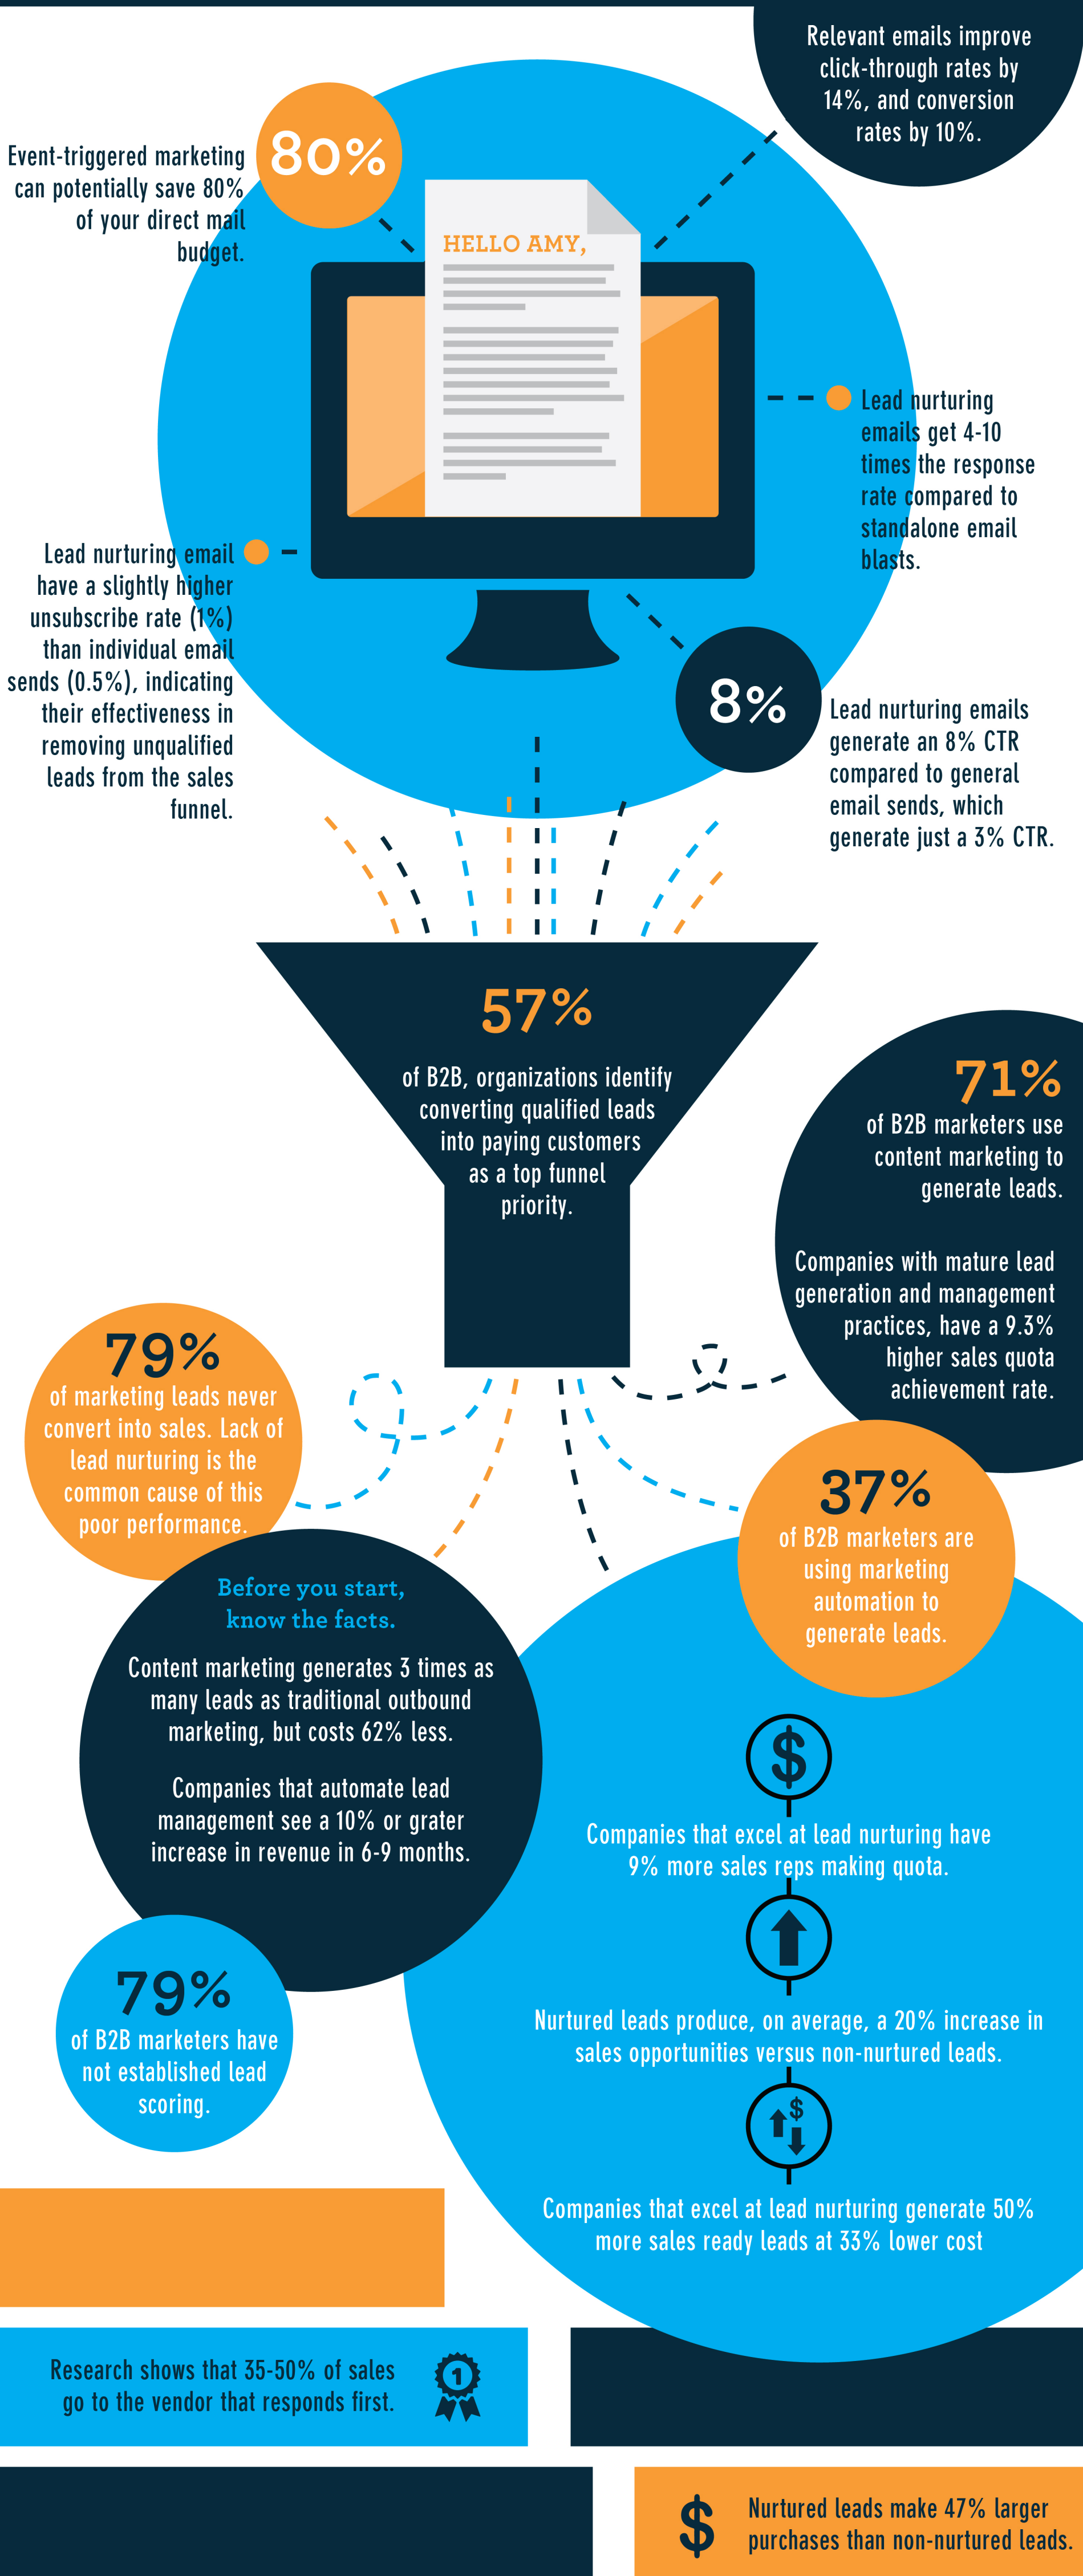 Relevant emails improve
click-through rates by
14%, and conversion
rates by 10%.
80%
Event-triggered marketing
can potentially save 80%
of your direct mail
budget.
HELLO AMY,
Lead nurturing
emails get 4-10
times the response
rate compared to
standalone email
blasts.
Lead nurturing email
have a slightly higher
unsubscribe rate (1%)
than individual email
sends (0.5%), indicating
their effectiveness in
removing unqualified
leads from the sales
funnel.
8%
Lead nurturing emails
generate an 8% CTR
compared to general
email sends, which
generate just a 3% CTR.
57%
of B2B, organizations identify
converting qualified leads
into paying customers
as a top funnel
priority.
71%
of B2B marketers use
content marketing to
generate leads.
Companies with mature lead
generation and management
practices, have a 9.3%
higher sales quota
achievement rate.
79%
of marketing leads never
convert into sales. Lack of
lead nurturing is the
common cause of this
poor performance.
37%
of B2B marketers are
using marketing
automation to
generate leads.
Before you start,
know the facts.
Content marketing generates 3 times as
many leads as traditional outbound
marketing, but costs 62% less.
Companies that automate lead
management see a 10% or grater
increase in revenue in 6-9 months.
$
Companies that excel at lead nurturing have
9% more sales reps making quota.
79%
of B2B marketers have
not established lead
scoring.
Nurtured leads produce, on average, a 20% increase in
sales opportunities versus non-nurtured leads.
$
Companies that excel at lead nurturing generate 50%
more sales ready leads at 33% lower cost
Research shows that 35-50% of sales
go to the vendor that responds first.
1
$
Nurtured leads make 47% larger
purchases than non-nurtured leads.